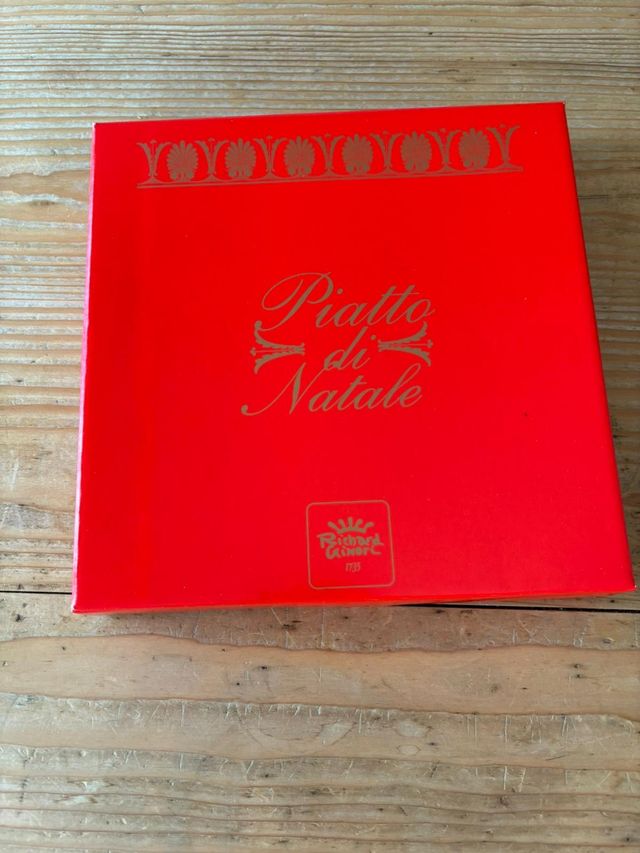 Piatto
di
Natale
Richard
Ginori
1735